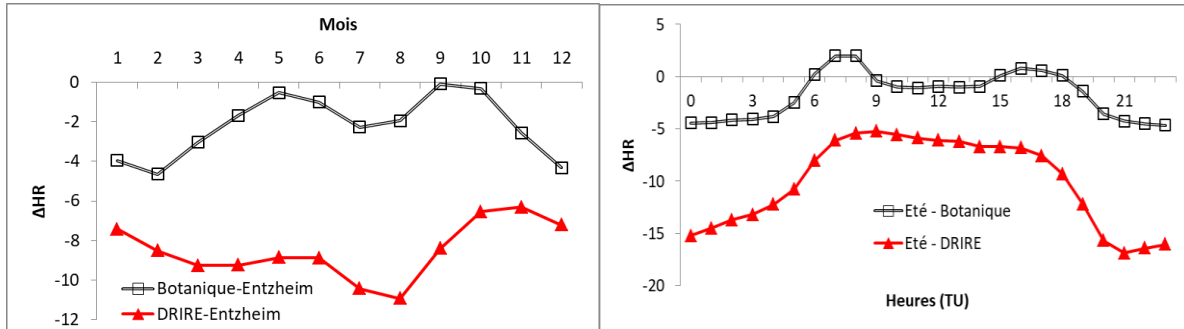 Mois
1 2 3 4 5 6 7 8 9 10 11 12
0
-2
-4
-6
-8
-10
-12
ΔHR
Botanique-Entzheim
DRIRE-Entzheim
5
0
-5
-10
-15
-20
ΔHR
0 3 6 9 12 15 18 21
Eté - Botanique
Eté - DRIRE
Heures (TU)